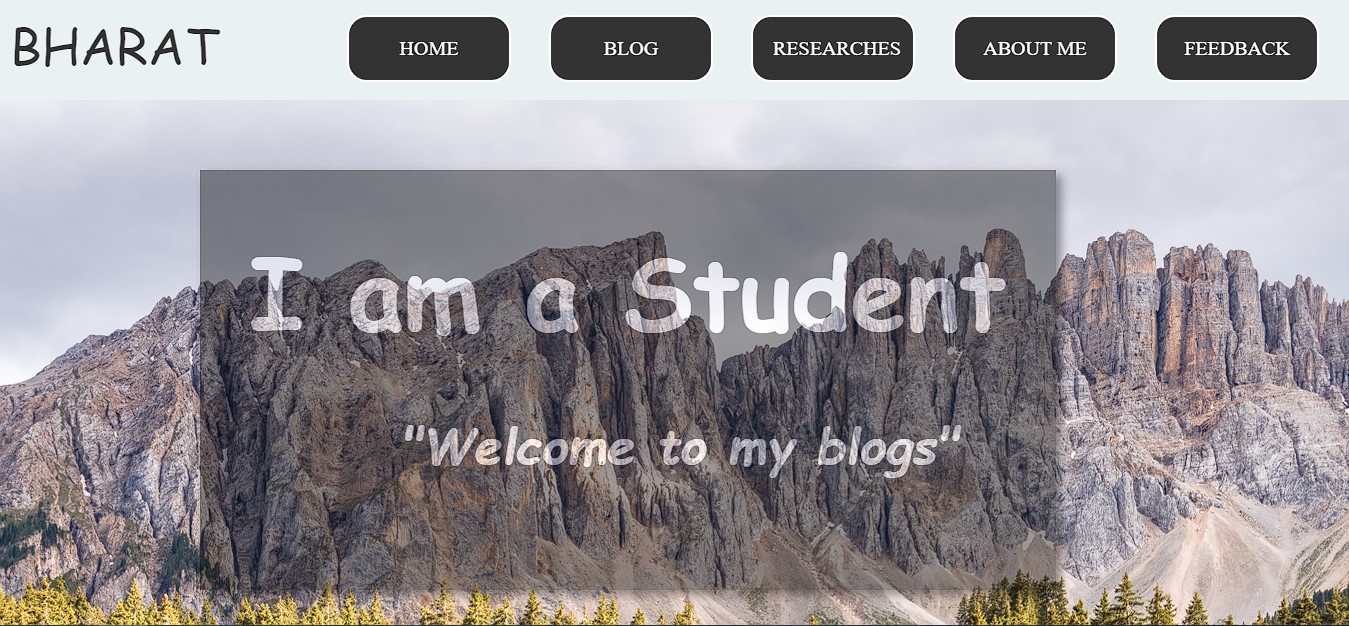 BHARAT
HOME
BLOG
RESEARCHES
ABOUT ME
FEEDBACK
I am a Student
"Welcome to my blogs"